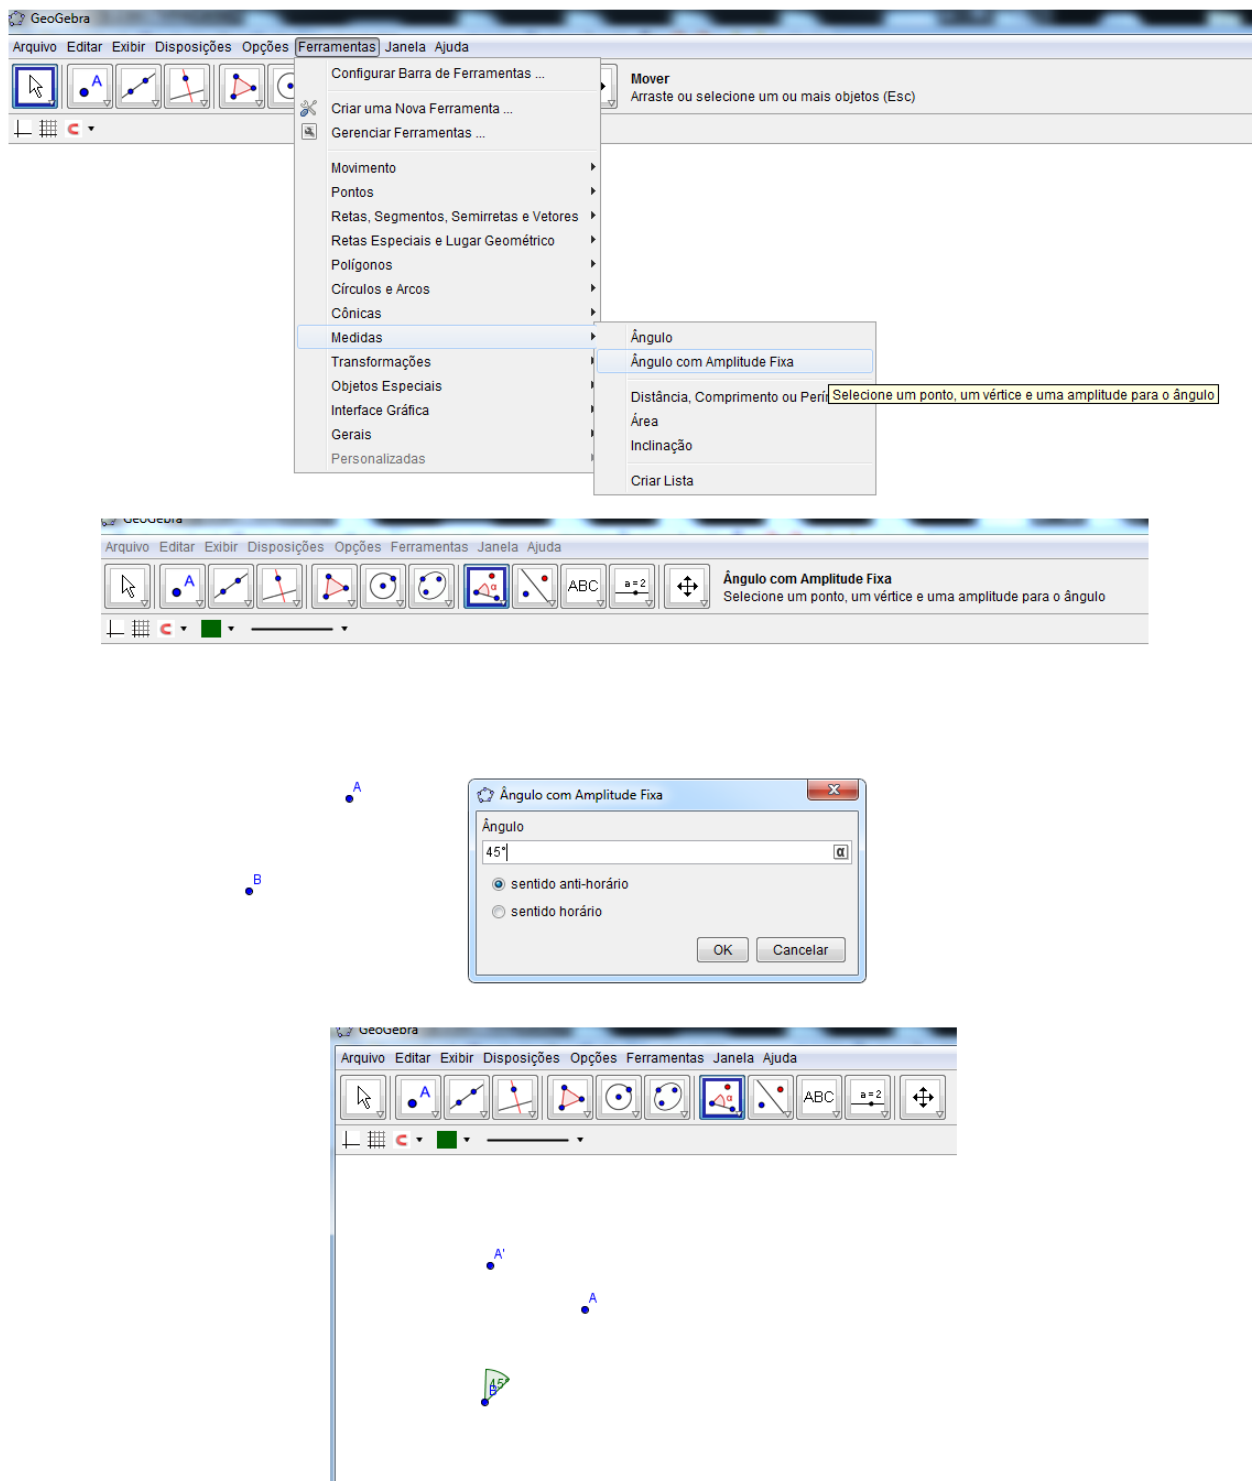 GeoGebra
Arquivo Editar Exibir Disposições Opções Ferramentas Janela Ajuda
A
Mover
Arraste ou selecione um ou mais objetos (Esc)
Configurar Barra de Ferramentas ...
Criar uma Nova Ferramenta ...
Gerenciar Ferramentas ...
Movimento
Pontos
Retas, Segmentos, Semirretas e Vetores
Retas Especiais e Lugar Geométrico
Polígonos
Círculos e Arcos
Cônicas
Medidas
Transformações
Objetos Especiais
Interface Gráfica
Gerais
Personalizadas
Ângulo
Ângulo com Amplitude Fixa
Distância, Comprimento ou Perí
Selecione um ponto, um vértice e uma amplitude para o ângulo
Área
Inclinação
Criar Lista
GeoGebra
Arquivo Editar Exibir Disposições Opções Ferramentas Janela Ajuda
A α ABC a = 2
Ângulo com Amplitude Fixa
Selecione um ponto, um vértice e uma amplitude para o ângulo
A
B
Ângulo com Amplitude Fixa
Ângulo
45° α
sentido anti-horário
sentido horário
OK Cancelar
GeoGebra
Arquivo Editar Exibir Disposições Opções Ferramentas Janela Ajuda
A α ABC a = 2
A'
A
45°
B